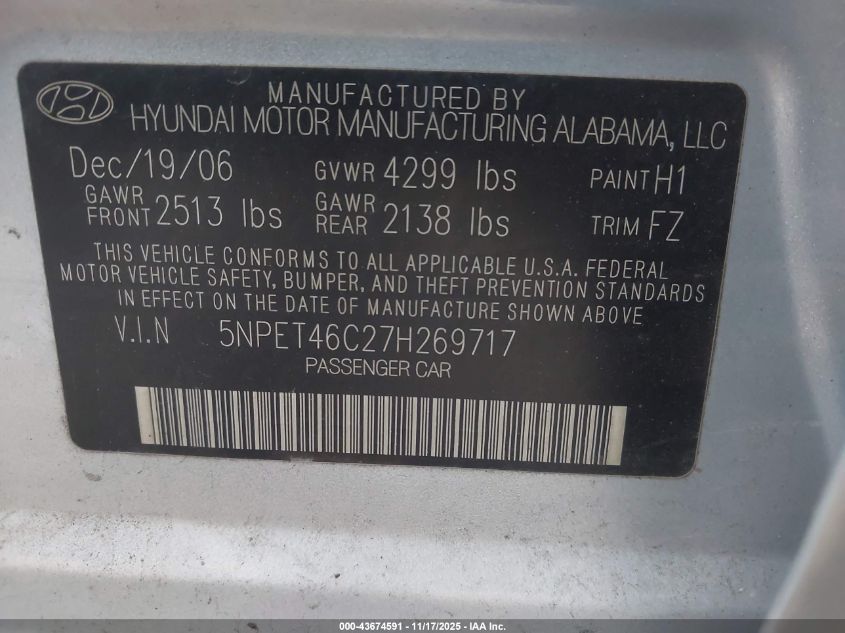 MANUFACTURED BY
HYUNDAI MOTOR MANUFACTURING ALABAMA, LLC
Dec/19/06 GVWR 4299 lbs PAINT H1
GAWR FRONT 2513 lbs GAWR REAR 2138 lbs TRIM FZ
THIS VEHICLE CONFORMS TO ALL APPLICABLE U.S.A. FEDERAL
MOTOR VEHICLE SAFETY, BUMPER, AND THEFT PREVENTION STANDARDS
IN EFFECT ON THE DATE OF MANUFACTURE SHOWN ABOVE
V.I.N 5NPET46C27H269717
PASSENGER CAR
000-43674591 - 11/17/2025 - IAA Inc.